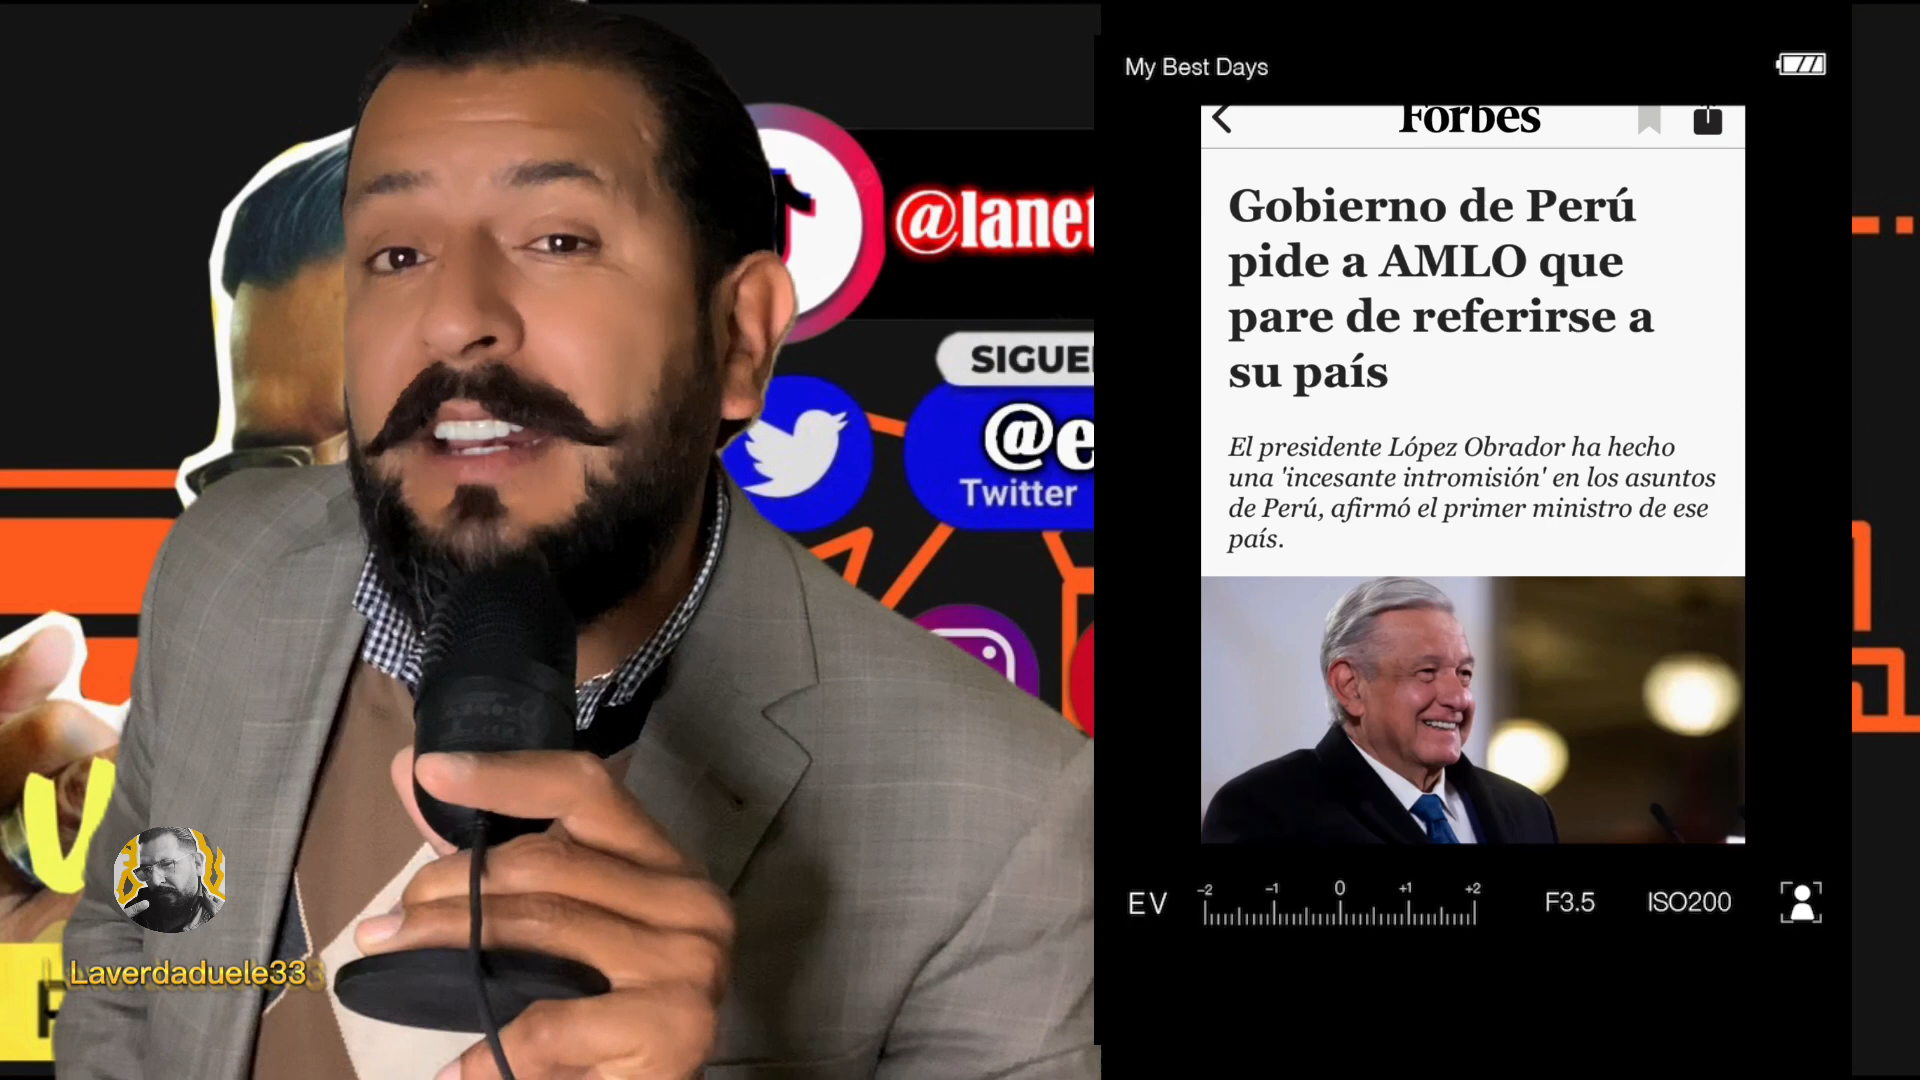 @lanet
SIGUE
@e
Twitter
Laverdaduele33
My Best Days
Forbes
Gobierno de Perú
pide a AMLO que
pare de referirse a
su país
El presidente López Obrador ha hecho
una 'incesante intromisión' en los asuntos
de Perú, afirmó el primer ministro de ese
país.
EV
-2 -1 0 +1 +2
F3.5
ISO200